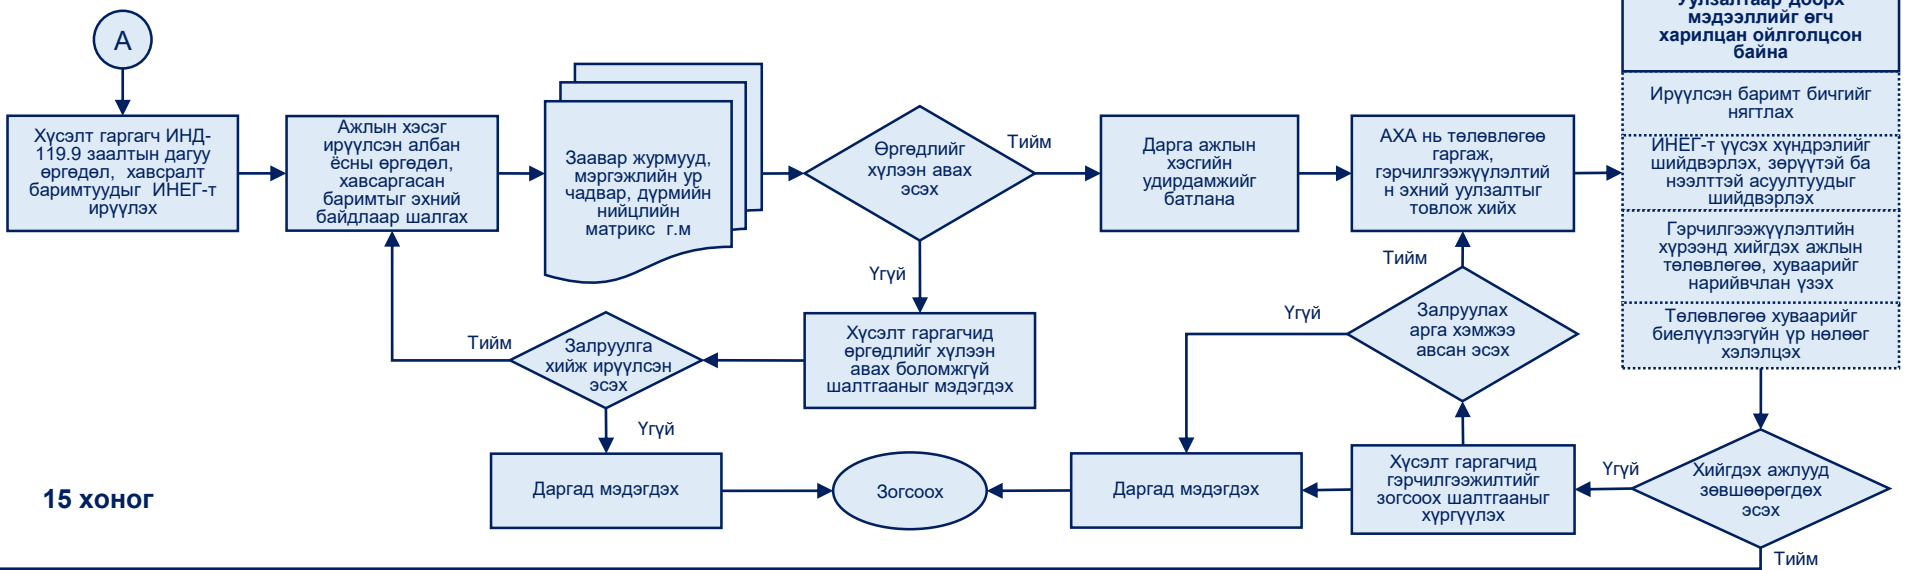 А
Хүсэлт гаргагч ИНД-
119.9 заалтын дагуу
өргөдөл, хавсралт
баримтуудыг ИНЕГ-т
ирүүлэх
Ажлын хэсэг
ирүүлсэн албан
ёсны өргөдөл,
хавсаргасан
баримтыг эхний
байдлаар шалгах
Заавар журмууд,
мэргэжлийн ур
чадвар, дүрмийн
нийцлийн
матрикс г.м
Өргөдлийг
хүлээн авах
эсэх
Тийм
Дарга ажлын
хэсгийн
удирдамжийг
батлана
АХА нь төлөвлөгөө
гаргаж,
гэрчилгээжүүлэлтий
н эхний уулзалтыг
товлож хийх
Уулзалтаар доорх
мэдээллийг өгч
харилцан ойлголцсон
байна
Ирүүлсэн баримт бичгийг
нягтлах
ИНЕГ-т үүсэх хүндрэлийг
шийдвэрлэх, зөрүүтэй ба
нээлттэй асуултуудыг
шийдвэрлэх
Гэрчилгээжүүлэлтийн
хүрээнд хийгдэх ажлын
төлөвлөгөө, хуваарийг
нарийвчлан үзэх
Төлөвлөгөө хуваарийг
биелүүлээгүйн үр нөлөөг
хэлэлцэх
Үгүй
Хүсэлт гаргагчид
өргөдлийг хүлээн
авах боломжгүй
шалтгааныг мэдэгдэх
Тийм
Залруулга
хийж ирүүлсэн
эсэх
Үгүй
Тийм
Үгүй
Залруулах
арга хэмжээ
авсан эсэх
Даргад мэдэгдэх
Зогсоох
Даргад мэдэгдэх
Хүсэлт гаргагчид
гэрчилгээжилтийг
зогсоох шалтгааныг
хүргүүлэх
Үгүй
Хийгдэх ажлууд
зөвшөөрөгдөх
эсэх
Тийм
15 хоног